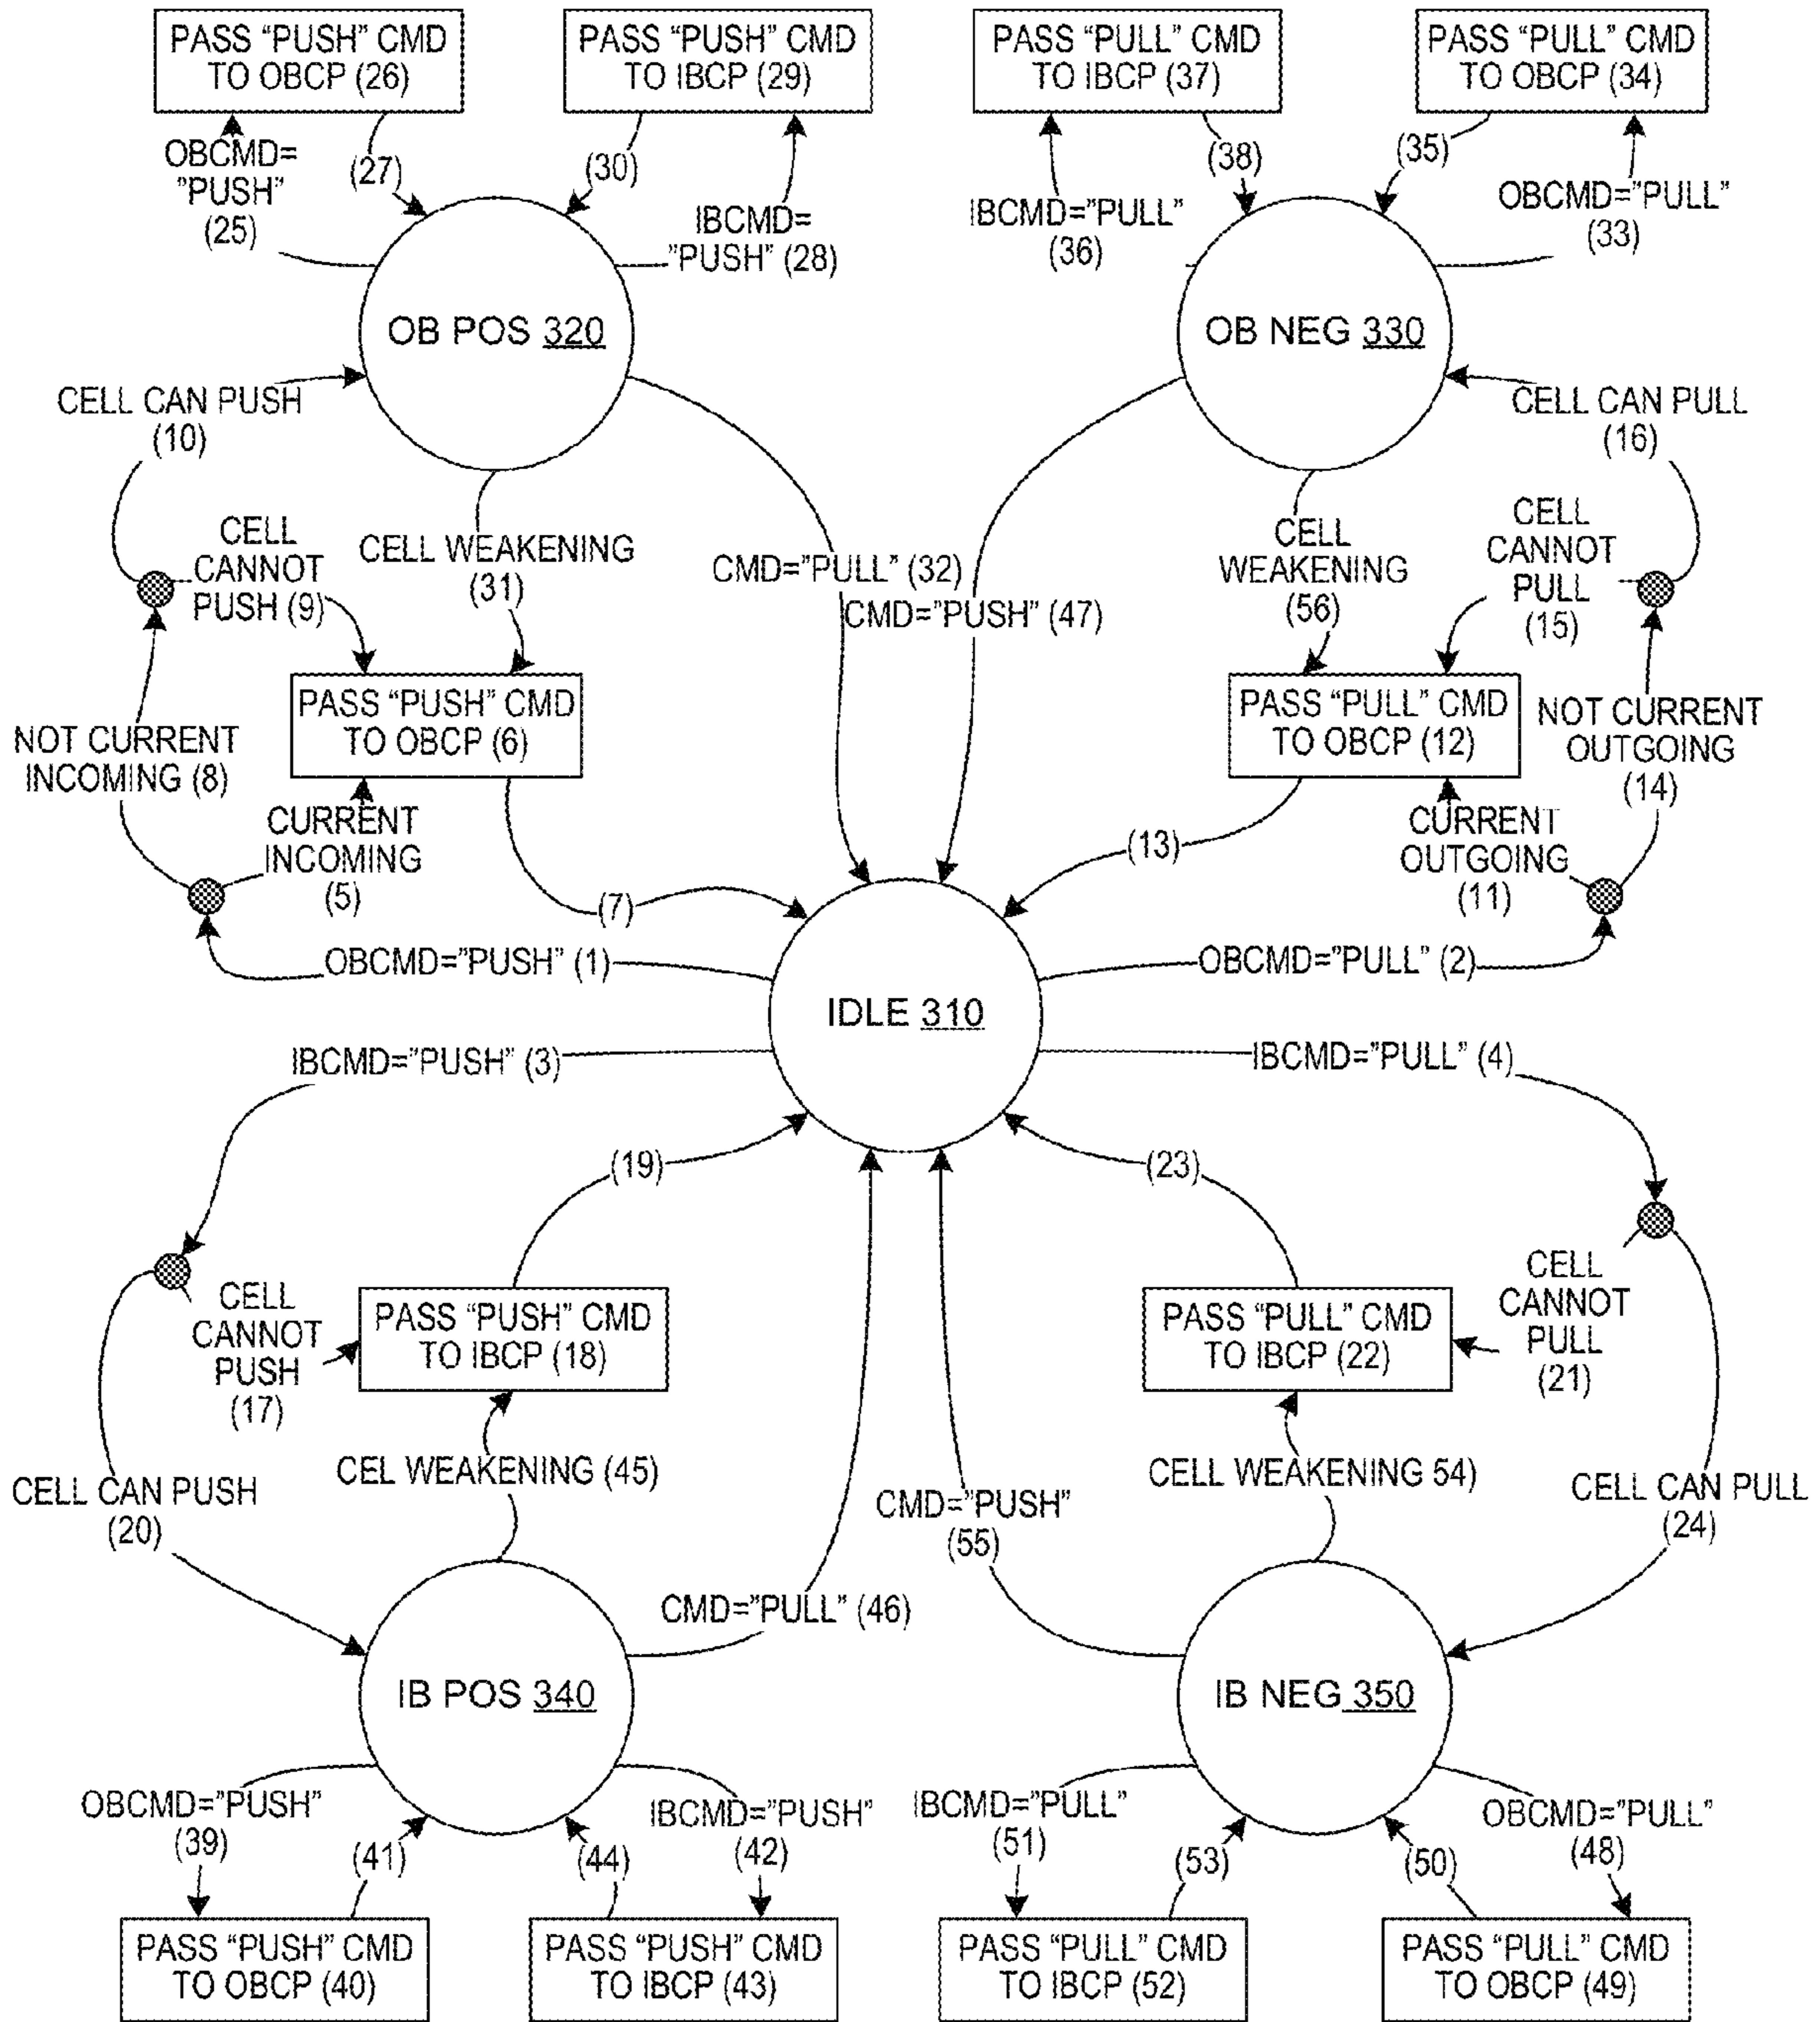 PASS “PUSH” CMD
TO OBCP (26)
PASS “PUSH” CMD
TO IBCP (29)
PASS “PULL” CMD
TO IBCP (37)
PASS “PULL” CMD
TO OBCP (34)
OBCMD=
”PUSH”
(25)
(27)
(30)
IBCMD=
”PUSH” (28)
IBCMD=”PULL”
(36)
(38)
(35)
OBCMD=”PULL”
(33)
OB POS 320
OB NEG 330
CELL CAN PUSH
(10)
CELL CAN PULL
(16)
CELL
CANNOT
PUSH (9)
CELL WEAKENING
(31)
CMD=”PULL” (32)
CMD=”PUSH” (47)
CELL
WEAKENING
(56)
CELL
CANNOT
PULL
(15)
NOT CURRENT
INCOMING (8)
PASS “PUSH” CMD
TO OBCP (6)
PASS “PULL” CMD
TO OBCP (12)
NOT CURRENT
OUTGOING
(14)
CURRENT
INCOMING
(5)
(7)
(13)
CURRENT
OUTGOING
(11)
OBCMD=”PUSH” (1)
OBCMD=”PULL” (2)
IDLE 310
IBCMD=”PUSH” (3)
IBCMD=”PULL” (4)
(19)
(23)
CELL
CANNOT
PUSH
(17)
PASS “PUSH” CMD
TO IBCP (18)
PASS “PULL” CMD
TO IBCP (22)
CELL
CANNOT
PULL
(21)
CELL CAN PUSH
(20)
CEL WEAKENING (45)
CMD=”PUSH”
(55)
CELL WEAKENING 54)
CELL CAN PULL
(24)
CMD=”PULL” (46)
IB POS 340
IB NEG 350
OBCMD=”PUSH”
(39)
(41)
(44)
IBCMD=”PUSH”
(42)
IBCMD=”PULL”
(51)
(53)
(50)
OBCMD=”PULL”
(48)
PASS “PUSH” CMD
TO OBCP (40)
PASS “PUSH” CMD
TO IBCP (43)
PASS “PULL” CMD
TO IBCP (52)
PASS “PULL” CMD
TO OBCP (49)